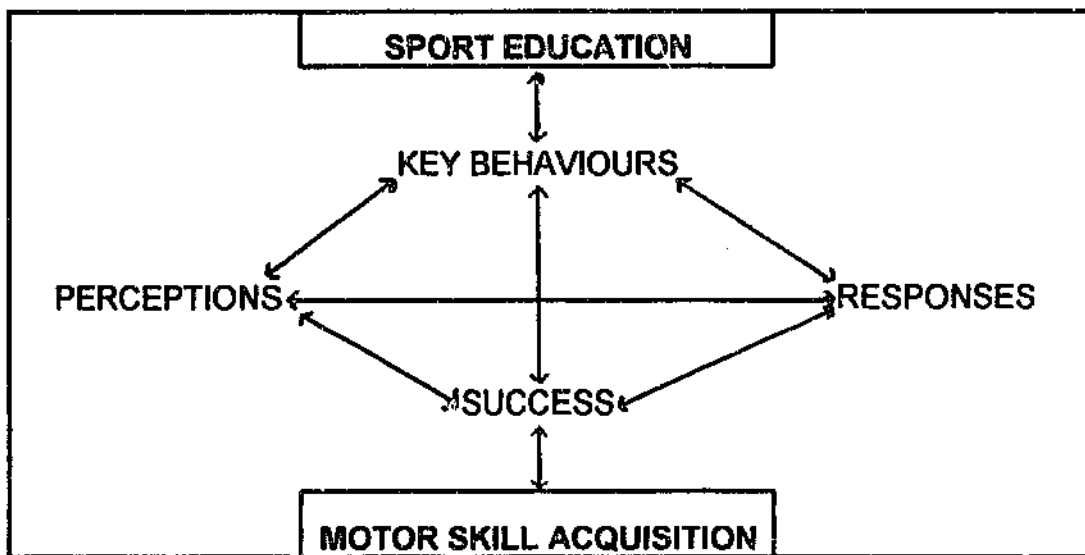 SPORT EDUCATION
KEY BEHAVIOURS
PERCEPTIONS
RESPONSES
SUCCESS
MOTOR SKILL ACQUISITION